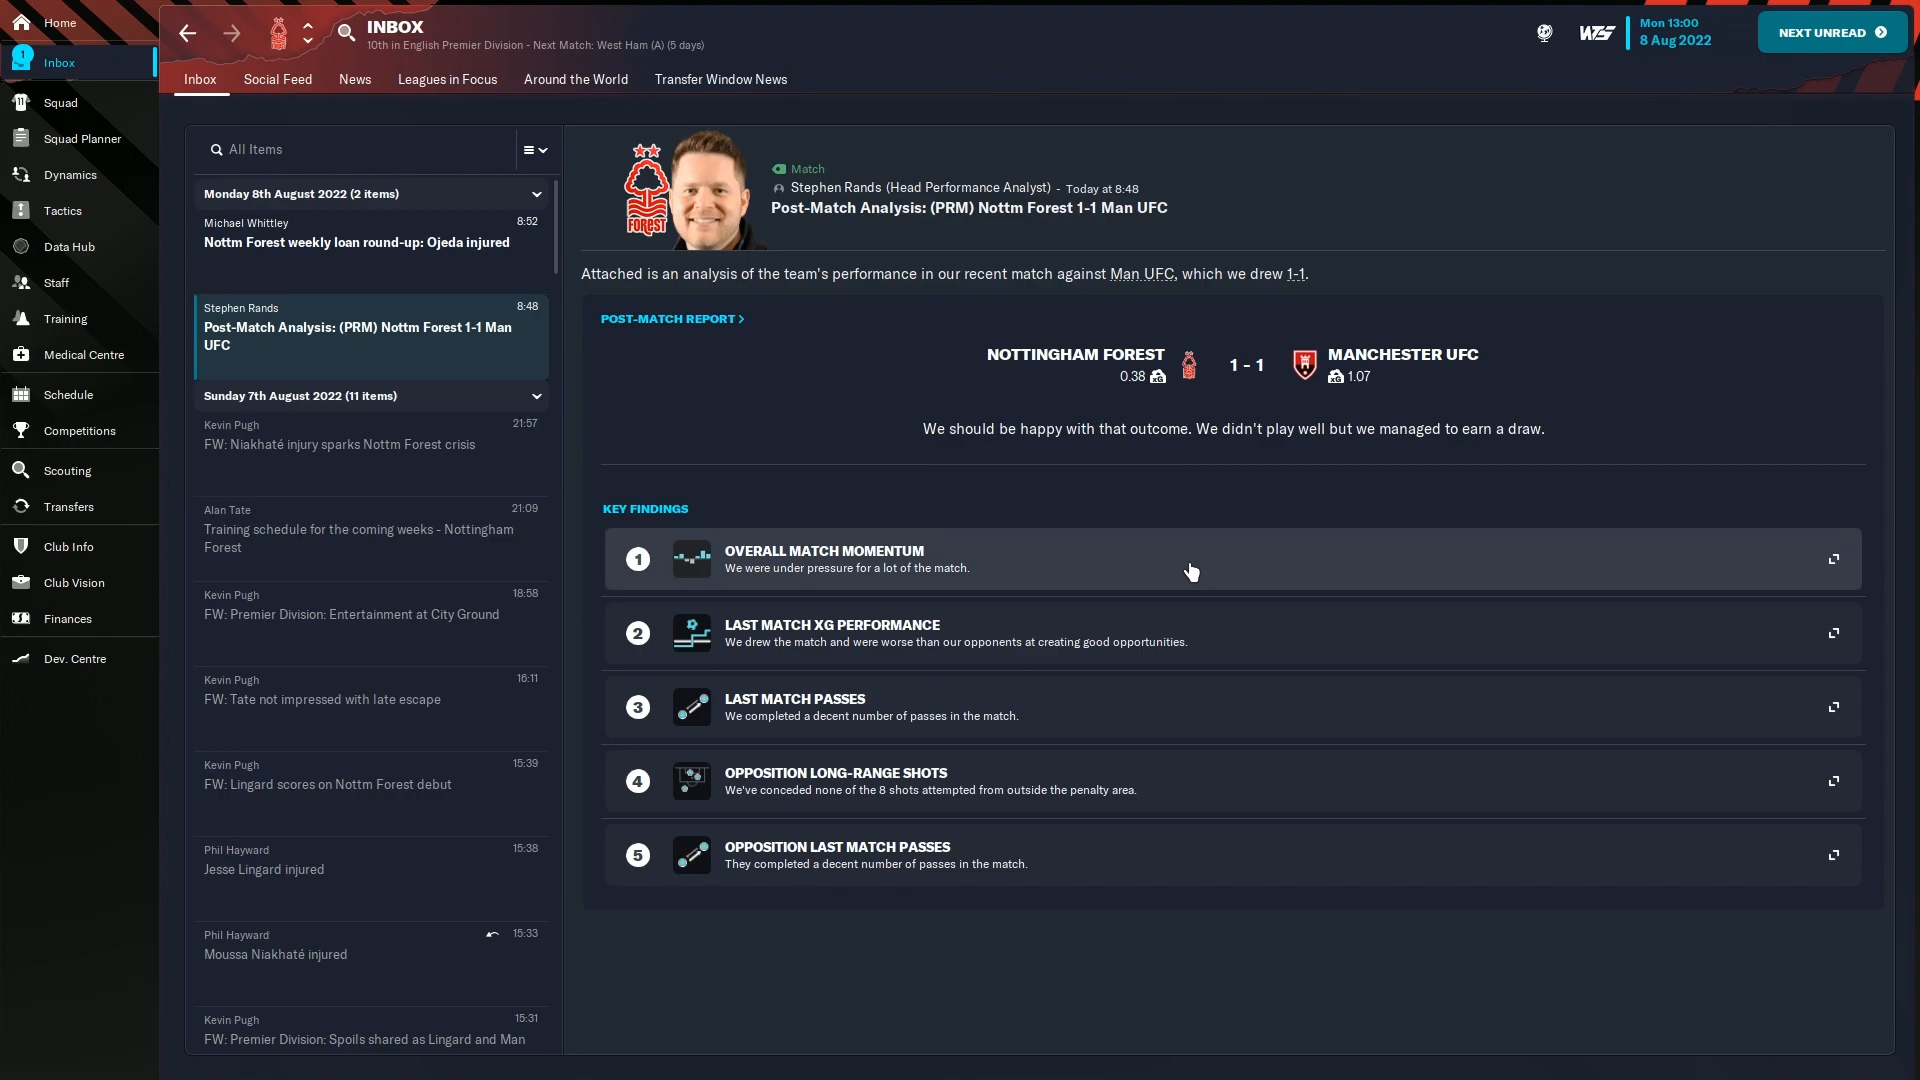 Home
1
Inbox
Squad
Squad Planner
Dynamics
Tactics
Data Hub
Staff
Training
Medical Centre
Schedule
Competitions
Scouting
Transfers
Club Info
Club Vision
Finances
Dev. Centre
INBOX
10th in English Premier Division - Next Match: West Ham (A) (5 days)
Mon 13:00
8 Aug 2022
NEXT UNREAD
Inbox
Social Feed
News
Leagues in Focus
Around the World
Transfer Window News
All Items
Monday 8th August 2022 (2 items)
Michael Whittley
8:52
Nottm Forest weekly loan round-up: Ojeda injured
Stephen Rands
8:48
Post-Match Analysis: (PRM) Nottm Forest 1-1 Man
UFC
Sunday 7th August 2022 (11 items)
Kevin Pugh
21:57
FW: Niakhaté injury sparks Nottm Forest crisis
Alan Tate
21:09
Training schedule for the coming weeks - Nottingham
Forest
Kevin Pugh
18:58
FW: Premier Division: Entertainment at City Ground
Kevin Pugh
16:11
FW: Tate not impressed with late escape
Kevin Pugh
15:39
FW: Lingard scores on Nottm Forest debut
Phil Hayward
15:38
Jesse Lingard injured
Phil Hayward
15:33
Moussa Niakhaté injured
Kevin Pugh
15:31
FW: Premier Division: Spoils shared as Lingard and Man
FOREST
Match
Stephen Rands (Head Performance Analyst) - Today at 8:48
Post-Match Analysis: (PRM) Nottm Forest 1-1 Man UFC
Attached is an analysis of the team's performance in our recent match against Man UFC, which we drew 1-1.
POST-MATCH REPORT
NOTTINGHAM FOREST
0.38 xG
1 - 1
MANCHESTER UFC
xG 1.07
We should be happy with that outcome. We didn't play well but we managed to earn a draw.
KEY FINDINGS
1
OVERALL MATCH MOMENTUM
We were under pressure for a lot of the match.
2
LAST MATCH XG PERFORMANCE
We drew the match and were worse than our opponents at creating good opportunities.
3
LAST MATCH PASSES
We completed a decent number of passes in the match.
4
OPPOSITION LONG-RANGE SHOTS
We've conceded none of the 8 shots attempted from outside the penalty area.
5
OPPOSITION LAST MATCH PASSES
They completed a decent number of passes in the match.